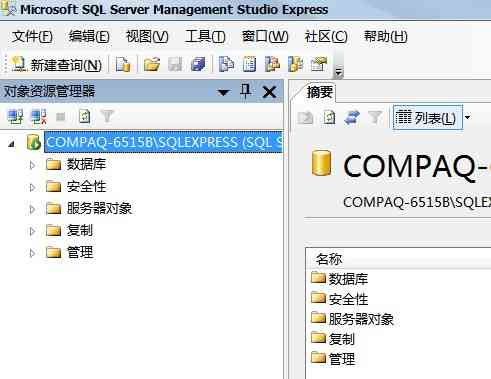 Microsoft SQL Server Management Studio Express
文件(F) 编辑(E) 视图(V) 工具(T) 窗口(W) 社区(C) 帮助(H)
新建查询(N)
对象资源管理器
摘要
列表(L)
COMPAQ-6515B\SQLEXPRESS (SQL S
数据库
安全性
服务器对象
复制
管理
COMPAQ-
COMPAQ-6515B\SQLEX
名称
数据库
安全性
服务器对象
复制
管理